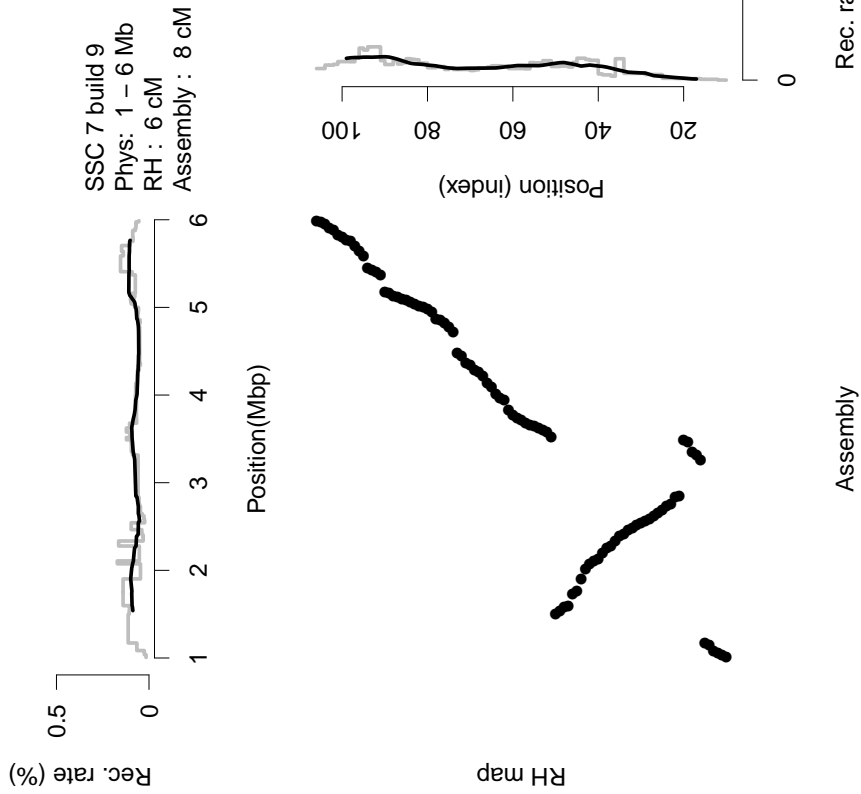 SSC 7 build 9
Phys: 1 – 6 Mb
RH : 6 cM
Assembly : 8 cM
Rec. rate (%)
0.5
0
1 2 3 4 5 6
Position(Mbp)
RH map
Assembly
Position (index)
100 80 60 40 20
0
Rec. ra